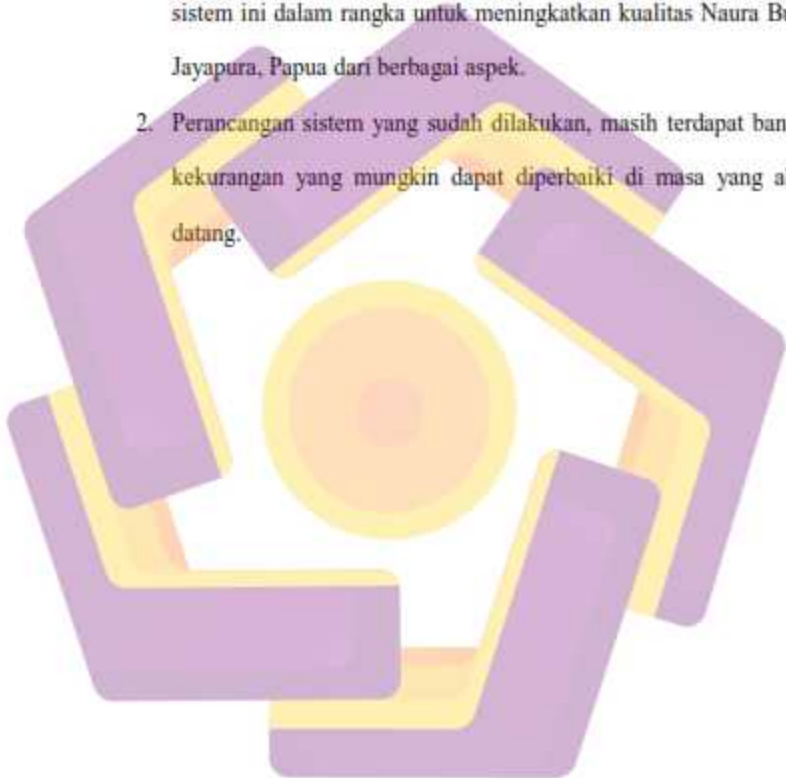 sistem ini dalam rangka untuk meningkatkan kualitas Naura
Jayapura, Papua dari berbagai aspek.
2. Perancangan sistem yang sudah dilakukan, masih terdapat
kekurangan yang mungkin dapat diperbaiki di masa yang
datang.